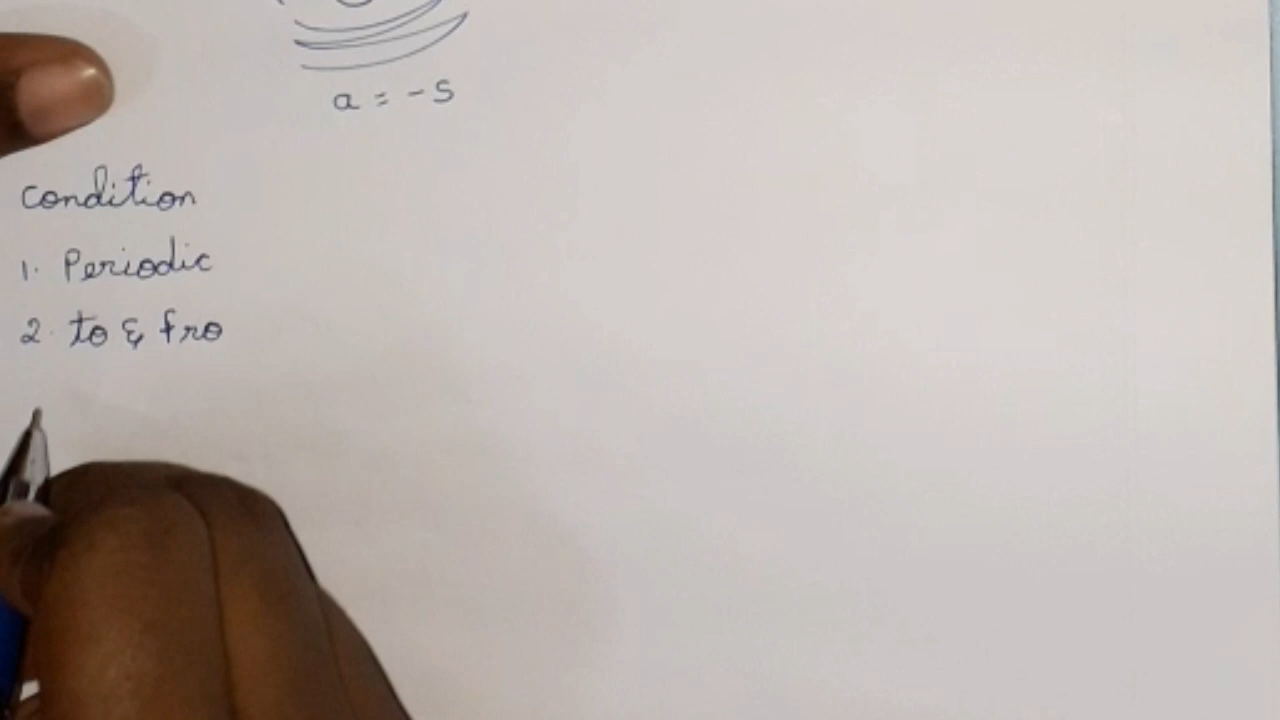 a = -s
condition
1. Periodic
2. to & fro